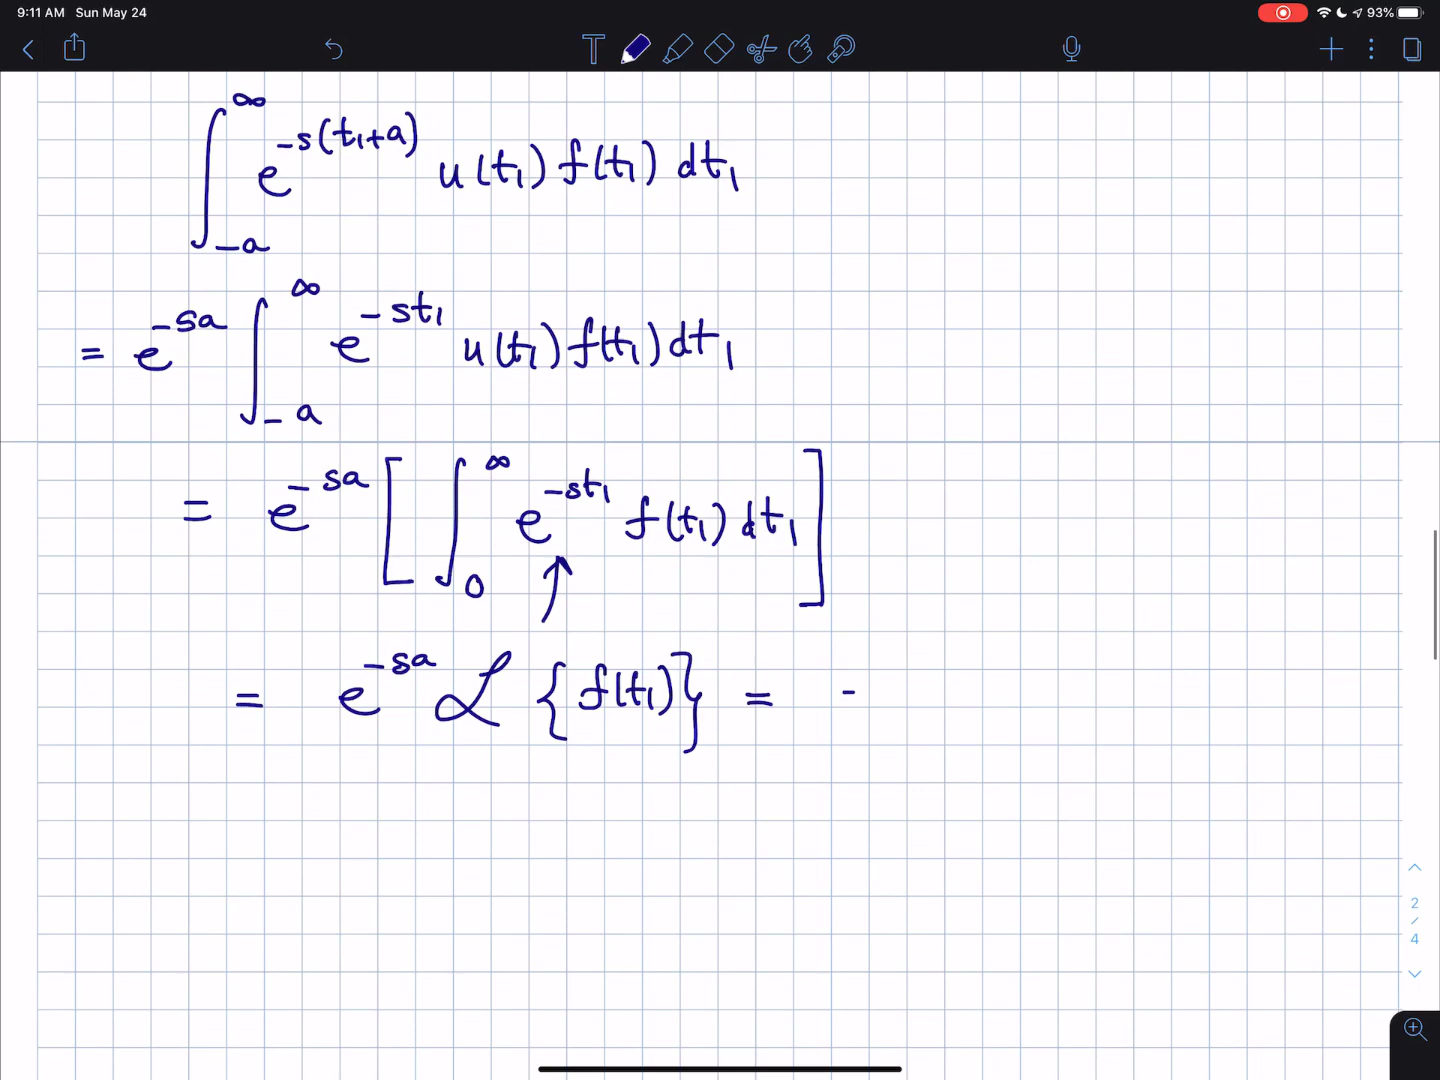 9:11 AM Sun May 24
93%
T
∫_{-a}^{∞} e^{-s(t₁+a)} u(t₁) f(t₁) dt₁
= e^{-sa} ∫_{-a}^{∞} e^{-st₁} u(t₁) f(t₁) dt₁
= e^{-sa} [ ∫_{0}^{∞} e^{-st₁} f(t₁) dt₁ ]
↑
= e^{-sa} ℒ {f(t₁)} = -
2
/
4